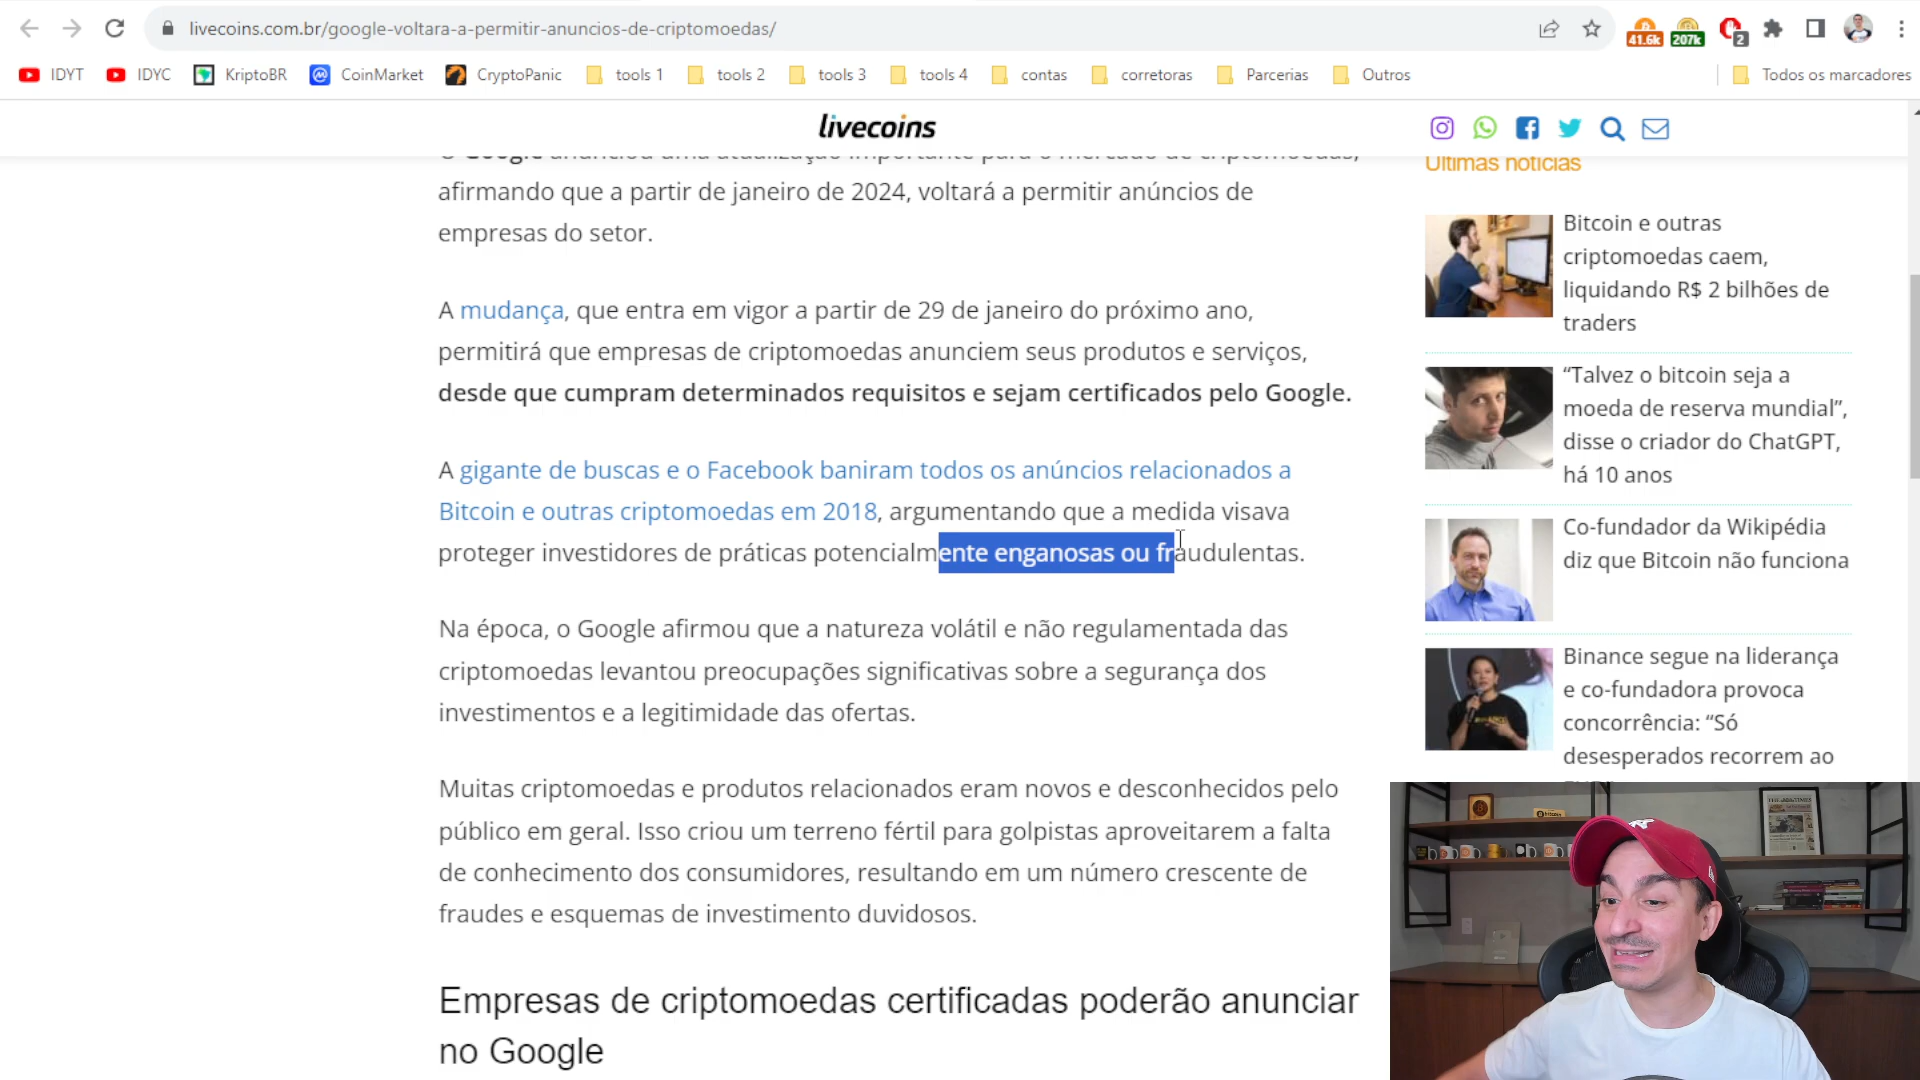 livecoins.com.br/google-voltara-a-permitir-anuncios-de-criptomoedas/
41.6k
207k
2
IDYT
IDYC
KriptoBR
CoinMarket
CryptoPanic
tools 1
tools 2
tools 3
tools 4
contas
corretoras
Parcerias
Outros
Todos os marcadores
livecoins
O Google anunciou uma atualização importante para o mercado de criptomoedas,
afirmando que a partir de janeiro de 2024, voltará a permitir anúncios de
empresas do setor.
A mudança, que entra em vigor a partir de 29 de janeiro do próximo ano,
permitirá que empresas de criptomoedas anunciem seus produtos e serviços,
desde que cumpram determinados requisitos e sejam certificados pelo Google.
A gigante de buscas e o Facebook baniram todos os anúncios relacionados a
Bitcoin e outras criptomoedas em 2018, argumentando que a medida visava
proteger investidores de práticas potencialmente enganosas ou fraudulentas.
Na época, o Google afirmou que a natureza volátil e não regulamentada das
criptomoedas levantou preocupações significativas sobre a segurança dos
investimentos e a legitimidade das ofertas.
Muitas criptomoedas e produtos relacionados eram novos e desconhecidos pelo
público em geral. Isso criou um terreno fértil para golpistas aproveitarem a falta
de conhecimento dos consumidores, resultando em um número crescente de
fraudes e esquemas de investimento duvidosos.
Empresas de criptomoedas certificadas poderão anunciar
no Google
Últimas notícias
Bitcoin e outras
criptomoedas caem,
liquidando R$ 2 bilhões de
traders
“Talvez o bitcoin seja a
moeda de reserva mundial”,
disse o criador do ChatGPT,
há 10 anos
Co-fundador da Wikipédia
diz que Bitcoin não funciona
Binance segue na liderança
e co-fundadora provoca
concorrência: “Só
desesperados recorrem ao
bitcoin